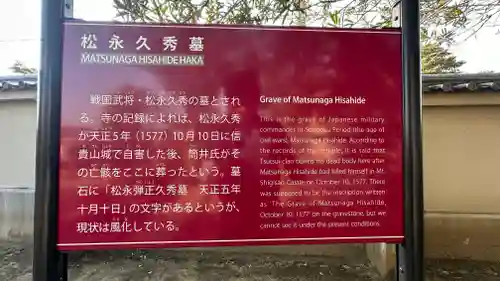 松永久秀墓
MATSUNAGA HISAHIDE HAKA
戦国武将・松永久秀の墓とされ
る。寺の記録によれば、松永久秀
が天正5年（1577）10月10日に信
貴山城で自害した後、筒井氏がそ
の亡骸をここに葬ったという。墓
石に「松永弾正久秀墓　天正五年
十月十日」の文字があるというが、
現状は風化している。
Grave of Matsunaga Hisahide
This is the grave of Japanese military
commander in Sengoku Period (the age of
civil wars), Matsunaga Hisahide. According to
the records of the temple, it is said that
Tsutsui clan buried his dead body here after
Matsunaga Hisahide had killed himself in Mt.
Shigisan Castle on October 10, 1577. There
was supposed to be the inscription written
as 'The Grave of Matsunaga Hisahide,
October 10, 1577' on the gravestone, but we
cannot see it under the present conditions.